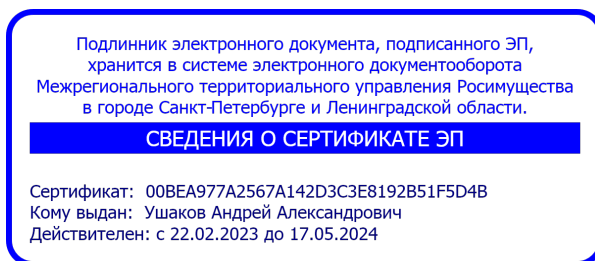 Подлинник электронного документа, подписанного ЭП,
хранится в системе электронного документооборота
Межрегионального территориального управления Росимущества
в городе Санкт-Петербурге и Ленинградской области.
СВЕДЕНИЯ О СЕРТИФИКАТЕ ЭП
Сертификат: 00BEA977A2567A142D3C3E8192B51F5D4B
Кому выдан: Ушаков Андрей Александрович
Действителен: с 22.02.2023 до 17.05.2024